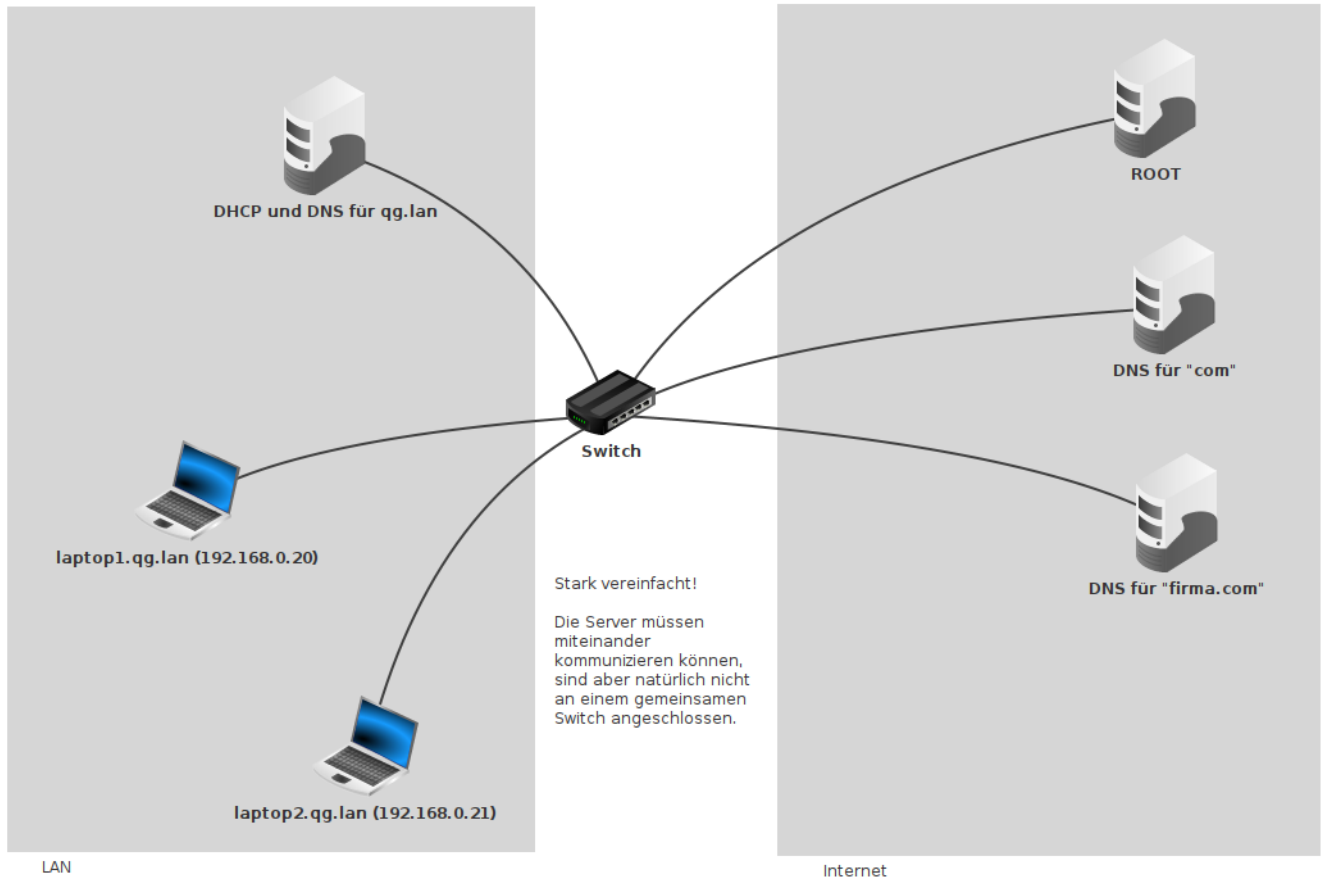 DHCP und DNS für qg.lan
ROOT
DNS für "com"
Switch
laptop1.qg.lan (192.168.0.20)
DNS für "firma.com"
Stark vereinfacht!
Die Server müssen
miteinander
kommunizieren können,
sind aber natürlich nicht
an einem gemeinsamen
Switch angeschlossen.
laptop2.qg.lan (192.168.0.21)
LAN
Internet